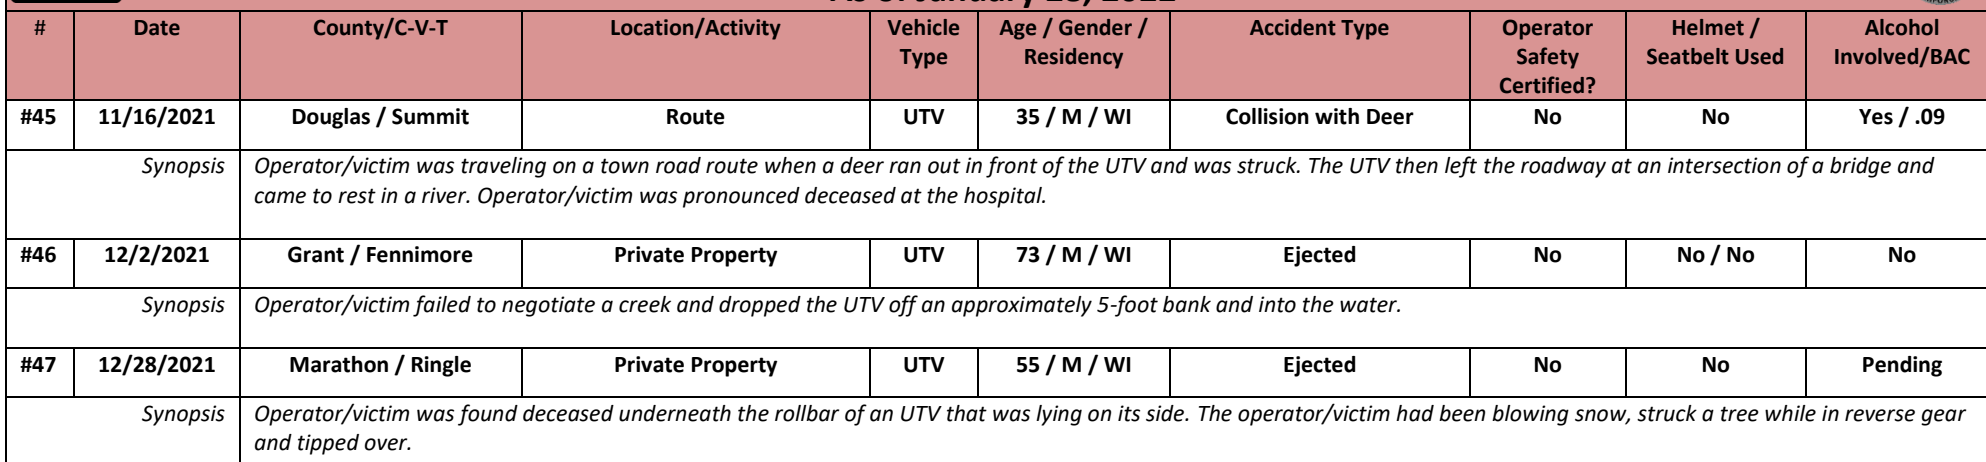 # Date County/C-V-T Location/Activity Vehicle Type Age / Gender / Residency Accident Type Operator Safety Certified? Helmet / Seatbelt Used Alcohol Involved/BAC
#45 11/16/2021 Douglas / Summit Route UTV 35 / M / WI Collision with Deer No No Yes / .09
Synopsis Operator/victim was traveling on a town road route when a deer ran out in front of the UTV and was struck. The UTV then left the roadway at an intersection of a bridge and
came to rest in a river. Operator/victim was pronounced deceased at the hospital.
#46 12/2/2021 Grant / Fennimore Private Property UTV 73 / M / WI Ejected No No / No No
Synopsis Operator/victim failed to negotiate a creek and dropped the UTV off an approximately 5-foot bank and into the water.
#47 12/28/2021 Marathon / Ringle Private Property UTV 55 / M / WI Ejected No No Pending
Synopsis Operator/victim was found deceased underneath the rollbar of an UTV that was lying on its side. The operator/victim had been blowing snow, struck a tree while in reverse gear
and tipped over.